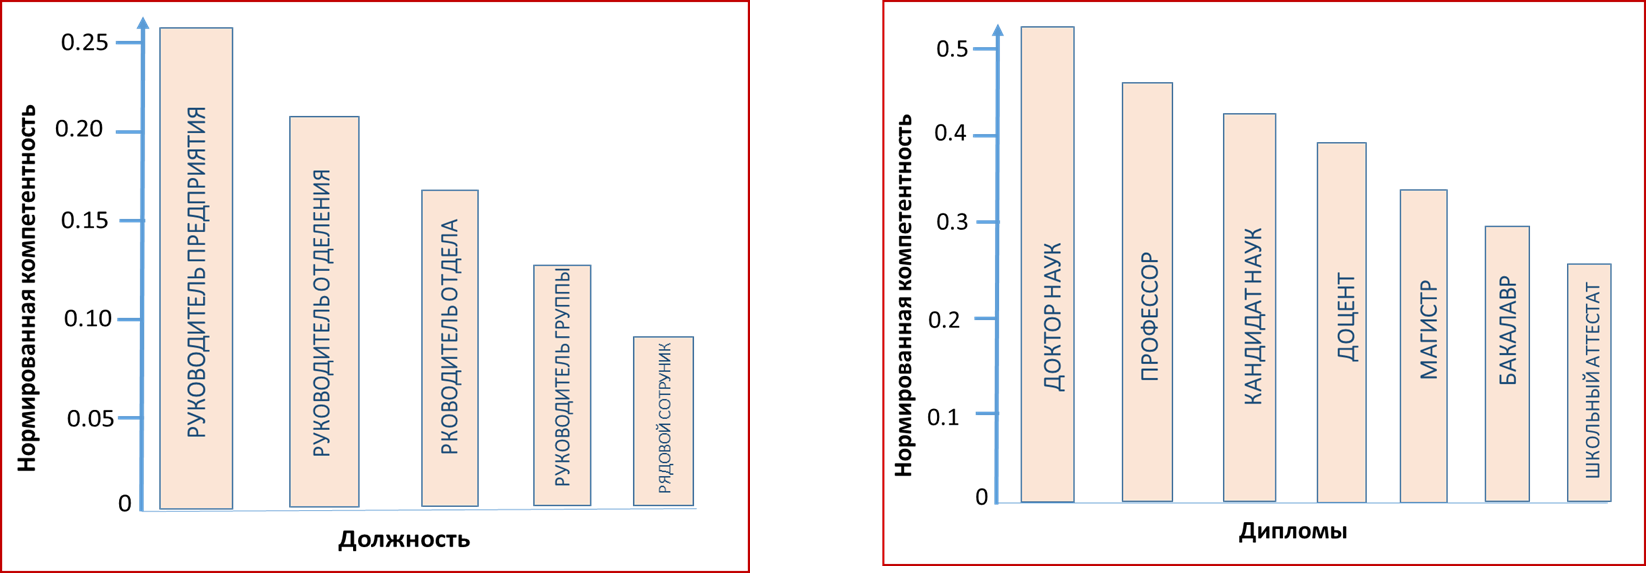 Нормированная компетентность
0.25
0.20
0.15
0.10
0.05
0
РУКОВОДИТЕЛЬ ПРЕДПРИЯТИЯ
РУКОВОДИТЕЛЬ ОТДЕЛЕНИЯ
РКОВОДИТЕЛЬ ОТДЕЛА
РУКОВОДИТЕЛЬ ГРУППЫ
РЯДОВОЙ СОТРУНИК
Должность
Нормированная компетентность
0.5
0.4
0.3
0.2
0.1
0
ДОКТОР НАУК
ПРОФЕССОР
КАНДИДАТ НАУК
ДОЦЕНТ
МАГИСТР
БАКАЛАВР
ШКОЛЬНЫЙ АТТЕСТАТ
Дипломы